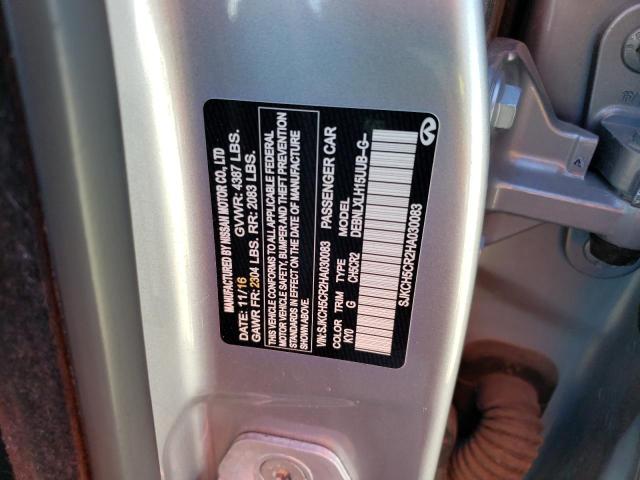 MANUFACTURED BY NISSAN MOTOR CO., LTD
DATE: 11/16 GVWR: 4387 LBS.
GAWR FR: 2304 LBS. RR: 2083 LBS.
THIS VEHICLE CONFORMS TO ALL APPLICABLE FEDERAL
MOTOR VEHICLE SAFETY, BUMPER AND THEFT PREVENTION
STANDARDS IN EFFECT ON THE DATE OF MANUFACTURE
SHOWN ABOVE.
VIN:SJKCH5CR2HA030083 PASSENGER CAR
COLOR TRIM TYPE MODEL
KY0 G CH5CR2 DEBNLXLH15UUB-G-
SJKCH5CR2HA030083